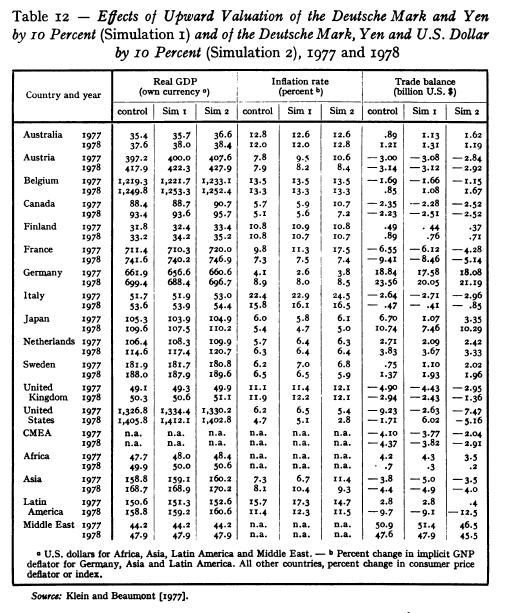 Table 12 — Effects of Upward Valuation of the Deutsche Mark and Yen
by 10 Percent (Simulation 1) and of the Deutsche Mark, Yen and U.S. Dollar
by 10 Percent (Simulation 2), 1977 and 1978
Country and year Real GDP (own currency a) Inflation rate (percent b) Trade balance (billion U.S. $)
control Sim 1 Sim 2 control Sim 1 Sim 2 control Sim 1 Sim 2
Australia 1977 35.4 35.7 36.6 12.8 12.6 12.6 .89 1.13 1.62
1978 37.6 38.0 38.4 12.0 12.0 12.8 1.21 1.31 1.19
Austria 1977 397.2 400.0 407.6 7.8 9.5 10.6 —3.00 —3.08 —2.84
1978 417.9 422.3 427.9 7.9 8.2 8.4 —3.14 —3.12 —2.92
Belgium 1977 1,219.3 1,221.7 1,233.1 13.5 13.5 13.5 —1.69 —1.66 —1.15
1978 1,249.8 1,253.3 1,252.4 13.3 13.3 13.3 .85 1.08 1.67
Canada 1977 88.4 88.7 90.7 5.7 5.9 10.7 —2.35 —2.28 —2.52
1978 93.4 93.6 95.7 5.1 5.6 7.2 —2.23 —2.51 —2.52
Finland 1977 31.8 32.4 33.4 10.8 10.9 10.8 .49 .44 .37
1978 33.2 34.2 35.2 10.8 10.7 10.7 .89 .76 .71
France 1977 711.4 710.3 720.0 9.8 11.3 17.5 —6.55 —6.12 —4.28
1978 741.6 740.2 746.9 7.3 7.5 7.4 —9.41 —8.46 —5.14
Germany 1977 661.9 656.6 660.6 4.1 2.6 3.8 18.84 17.58 18.08
1978 699.4 688.4 696.7 8.9 8.0 8.5 23.56 20.05 21.19
Italy 1977 51.7 51.9 53.0 22.4 22.9 24.5 —2.64 —2.71 —2.96
1978 53.6 53.9 54.4 15.8 16.1 16.5 — .47 — .41 — .85
Japan 1977 105.3 103.9 104.9 6.0 5.8 6.1 6.70 1.07 3.35
1978 109.6 107.5 110.2 5.4 4.7 5.0 10.74 7.46 10.29
Netherlands 1977 106.4 108.3 109.9 5.7 6.4 6.3 2.71 2.09 2.42
1978 114.6 117.4 120.7 6.3 6.4 6.4 3.83 3.67 3.33
Sweden 1977 181.9 181.7 180.8 6.2 7.0 6.8 .75 1.10 2.02
1978 188.0 187.9 189.6 6.5 6.5 5.9 1.37 1.93 1.96
United 1977 49.1 49.3 49.9 11.1 11.4 12.1 —4.90 —4.43 —2.95
Kingdom 1978 50.3 50.6 51.1 11.9 12.2 12.1 —2.94 —2.43 —1.36
United 1977 1,326.8 1,334.4 1,330.2 6.2 6.5 5.4 —9.23 —2.63 —7.47
States 1978 1,405.8 1,412.1 1,402.8 4.7 5.1 2.8 —1.71 6.02 —5.16
CMEA 1977 n.a. n.a. n.a. n.a. n.a. n.a. —4.10 —3.77 —2.04
1978 n.a. n.a. n.a. n.a. n.a. n.a. —4.37 —3.82 —2.91
Africa 1977 47.7 48.0 48.4 n.a. n.a. n.a. 4.2 4.3 3.5
1978 49.9 50.0 50.6 n.a. n.a. n.a. .7 .3 .2
Asia 1977 158.8 159.1 160.2 7.3 6.7 11.4 —3.8 —5.0 —3.5
1978 168.7 168.9 170.2 8.1 10.4 9.3 —4.4 —4.9 —4.0
Latin 1977 150.6 151.3 152.6 15.7 17.3 14.7 2.8 2.8 .4
America 1978 158.8 159.2 160.6 11.4 12.3 11.5 —9.7 —9.1 —12.5
Middle East 1977 44.2 44.2 44.2 n.a. n.a. n.a. 50.9 51.4 46.5
1978 47.9 47.9 47.9 n.a. n.a. n.a. 47.6 47.9 45.5
a U.S. dollars for Africa, Asia, Latin America and Middle East. — b Percent change in implicit GNP
deflator for Germany, Asia and Latin America. All other countries, percent change in consumer price
deflator or index.
Source: Klein and Beaumont [1977].